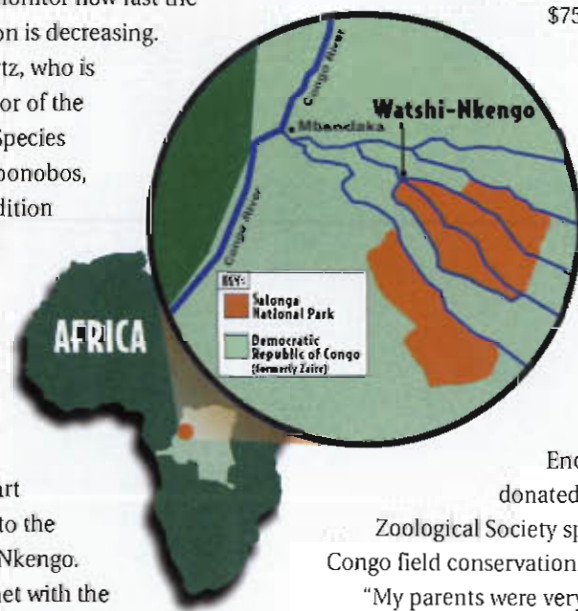 monitor how fast the
on is decreasing.
tz, who is
or of the
Species
bonobos,
dition
$75
Congo River
Mbandaka
Watshi-Nkengo
Congo River
KEY:
Salonga
National Park
Democratic
Republic of Congo
(formerly Zaire)
AFRICA
art
to the
Nkengo.
net with the
donated
Zoological Society sp
Congo field conservation
“My parents were very